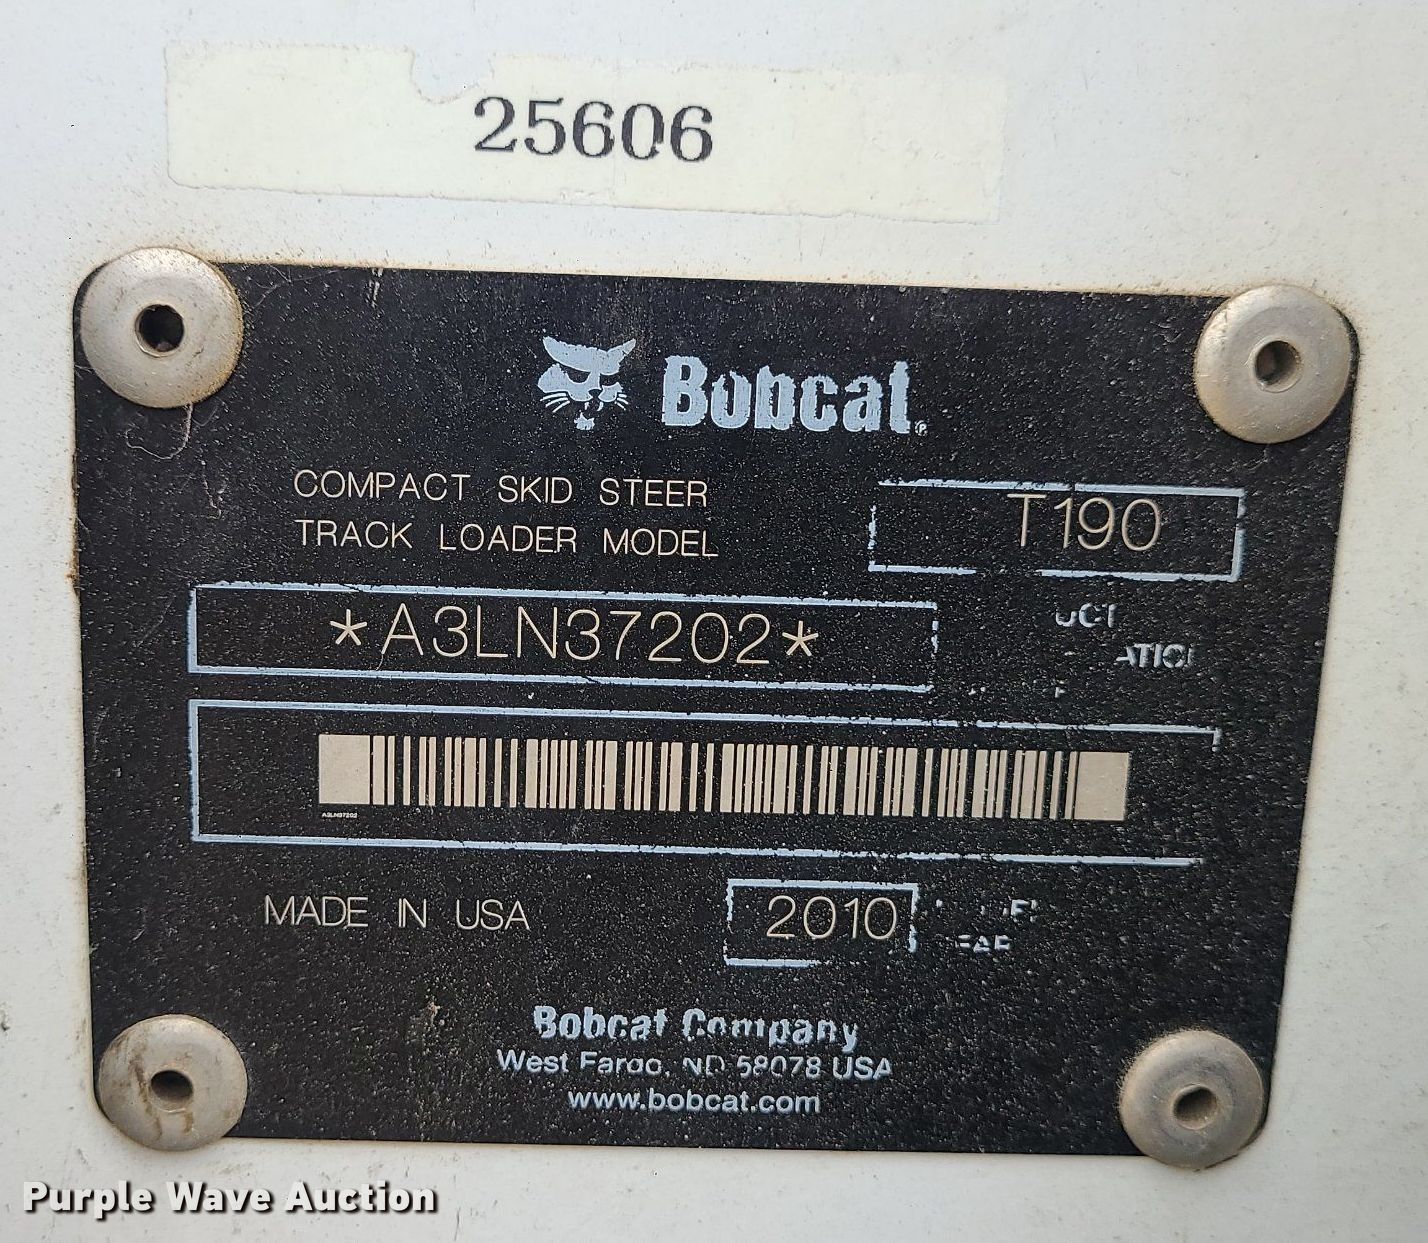 25606
Bobcat®
COMPACT SKID STEER
TRACK LOADER MODEL
T190
*A3LN37202*
A3LN37202
MADE IN USA
2010
Bobcat Company
West Fargo, ND 58078 USA
www.bobcat.com
Purple Wave Auction